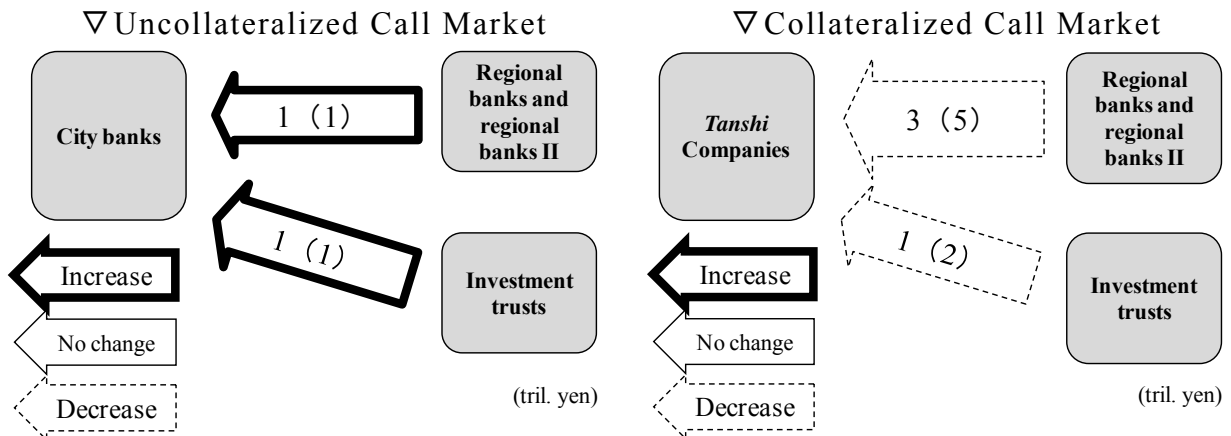 ▽Uncollateralized Call Market
City banks
1（1）
Regional
banks and
regional
banks II
1（1）
Investment
trusts
Increase
No change
Decrease
(tril. yen)
▽Collateralized Call Market
Tanshi
Companies
3（5）
Regional
banks and
regional
banks II
1（2）
Investment
trusts
Increase
No change
Decrease
(tril. yen)